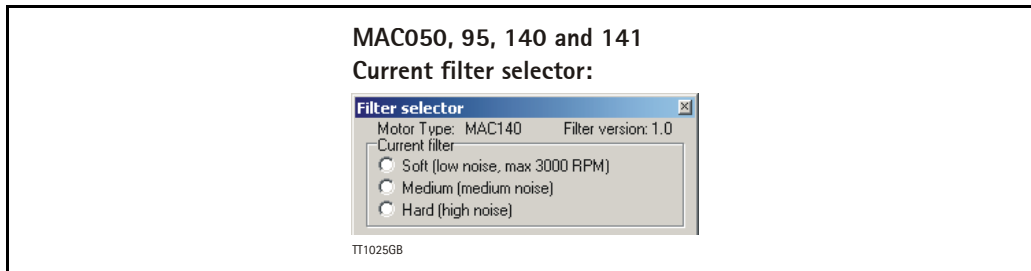 MAC050, 95, 140 and 141
Current filter selector:
Filter selector
Motor Type: MAC140 Filter version: 1.0
Current filter
Soft (low noise, max 3000 RPM)
Medium (medium noise)
Hard (high noise)
TT1025GB